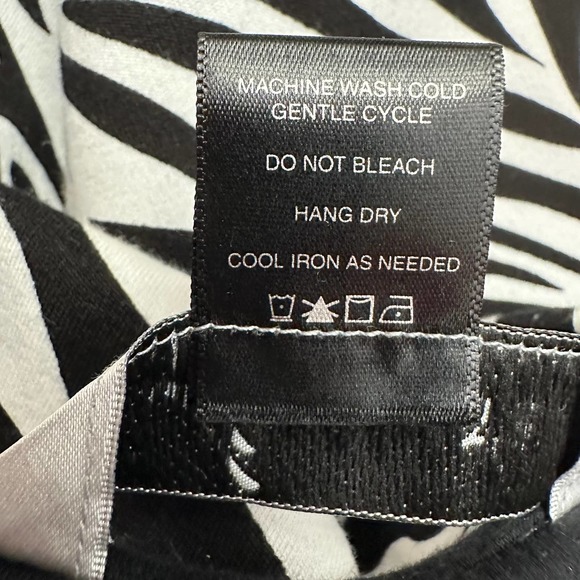 MACHINE WASH COLD
GENTLE CYCLE
DO NOT BLEACH
HANG DRY
COOL IRON AS NEEDED